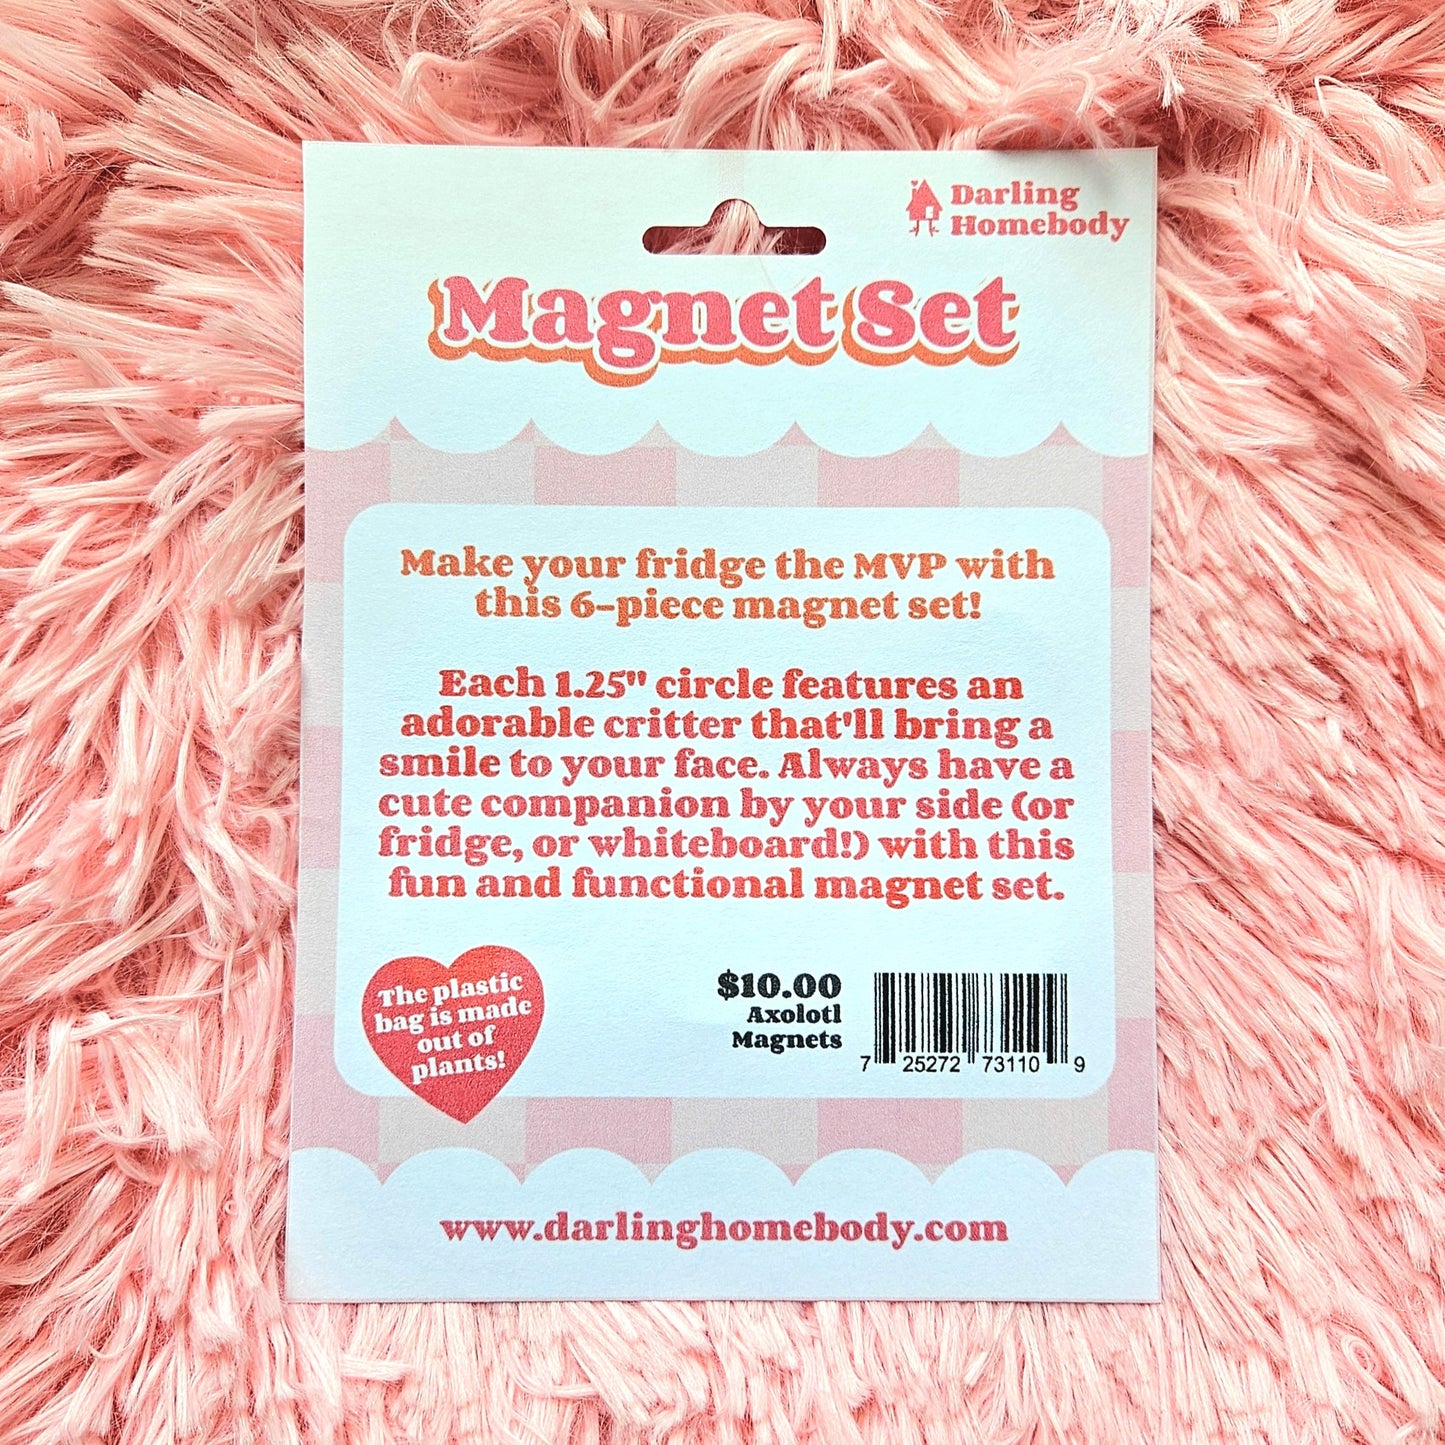 Darling
Homebody
Magnet Set
Make your fridge the MVP with
this 6-piece magnet set!
Each 1.25" circle features an
adorable critter that'll bring a
smile to your face. Always have a
cute companion by your side (or
fridge, or whiteboard!) with this
fun and functional magnet set.
The plastic
bag is made
out of
plants!
$10.00
Axolotl
Magnets
7 25272 73110 9
www.darlinghomebody.com